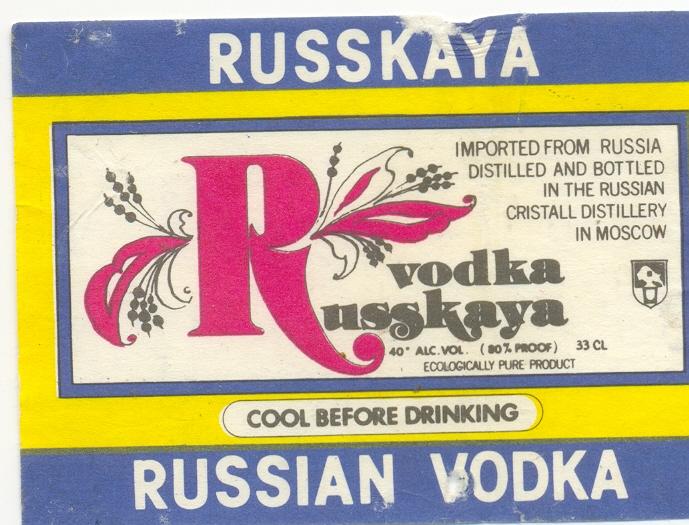 RUSSKAYA
IMPORTED FROM RUSSIA
DISTILLED AND BOTTLED
IN THE RUSSIAN
CRISTALL DISTILLERY
IN MOSCOW
vodka
Russkaya
40° ALC.VOL. (80% PROOF) 33 CL
ECOLOGICALLY PURE PRODUCT
COOL BEFORE DRINKING
RUSSIAN VODKA